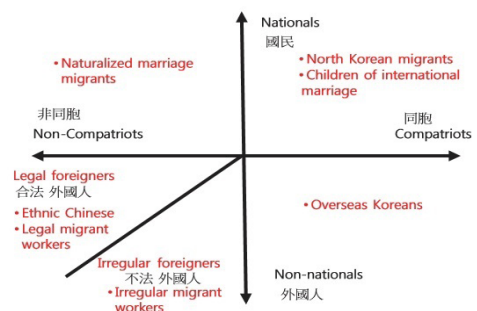 Nationals
國民
• Naturalized marriage
migrants
• North Korean migrants
• Children of international
marriage
非同胞
Non-Compatriots
同胞
Compatriots
Legal foreigners
合法 外國人
• Ethnic Chinese
• Legal migrant
workers
• Overseas Koreans
Irregular foreigners
不法 外國人
• Irregular migrant
workers
Non-nationals
外國人